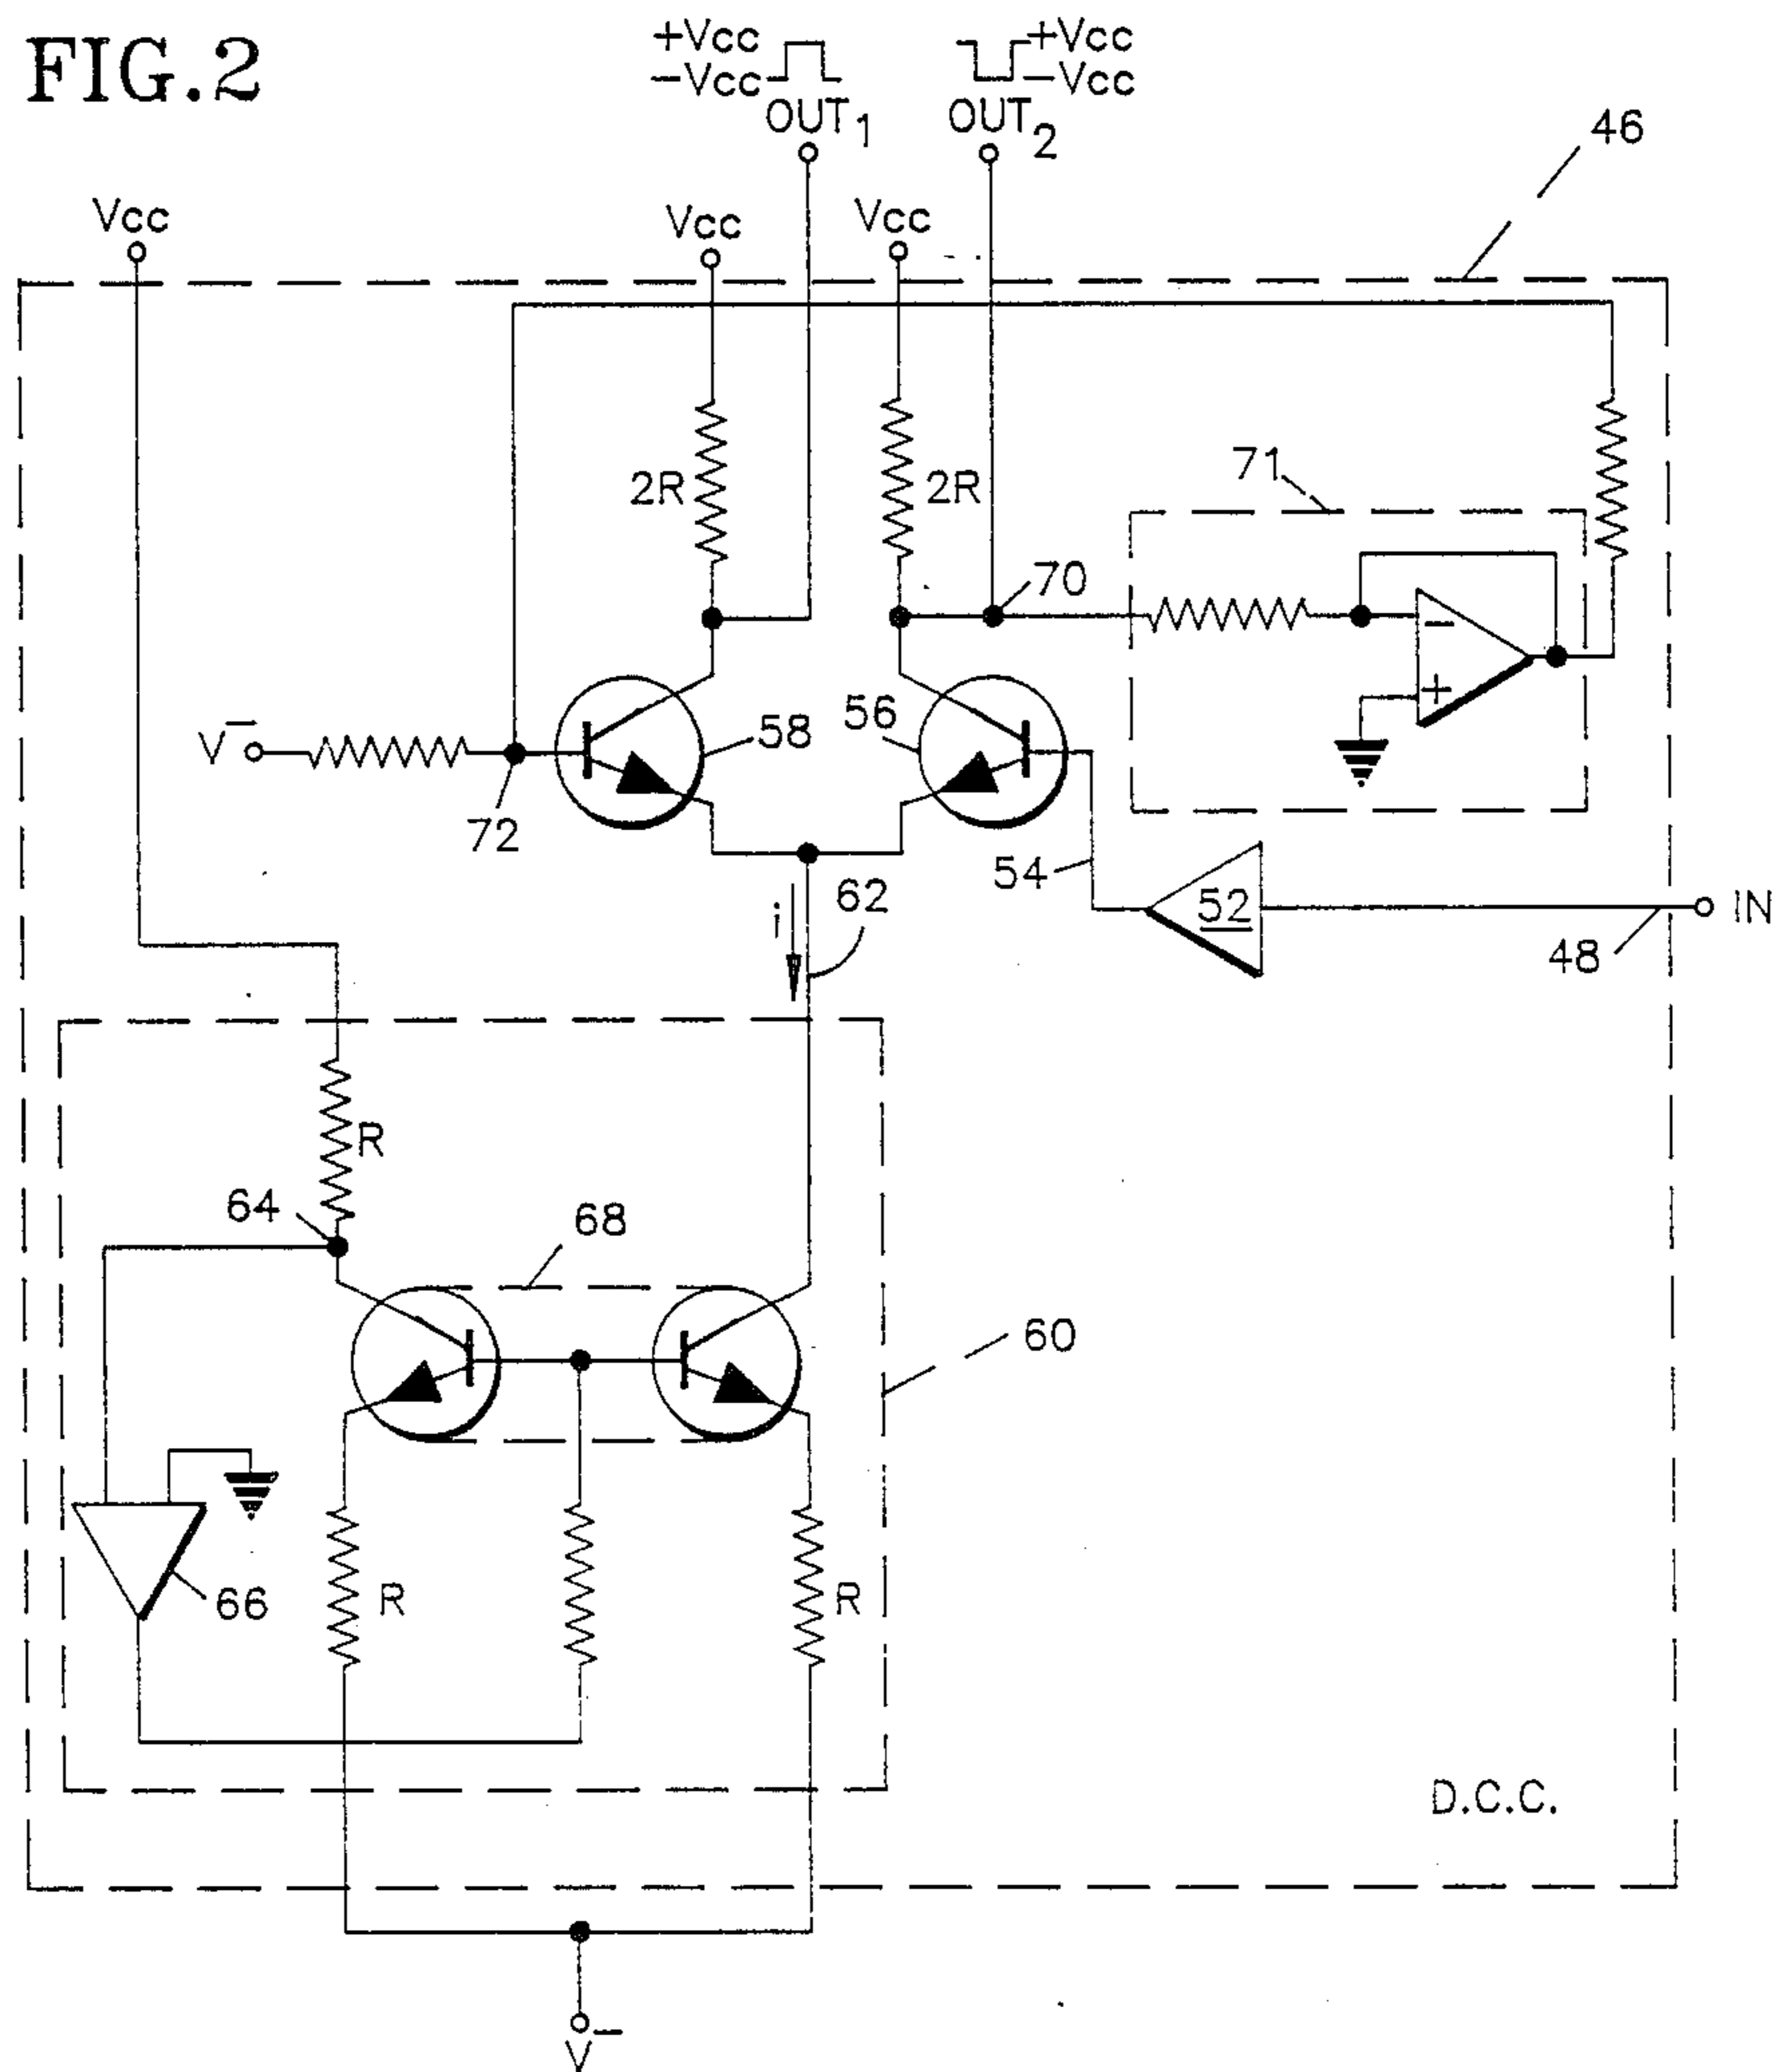 FIG.2
+Vcc
-Vcc
OUT1
+Vcc
-Vcc
OUT2
46
Vcc
Vcc
Vcc
2R
2R
71
70
-
+
V-
72
58
56
54
52
IN
48
i
62
R
64
68
60
66
R
R
D.C.C.
V-